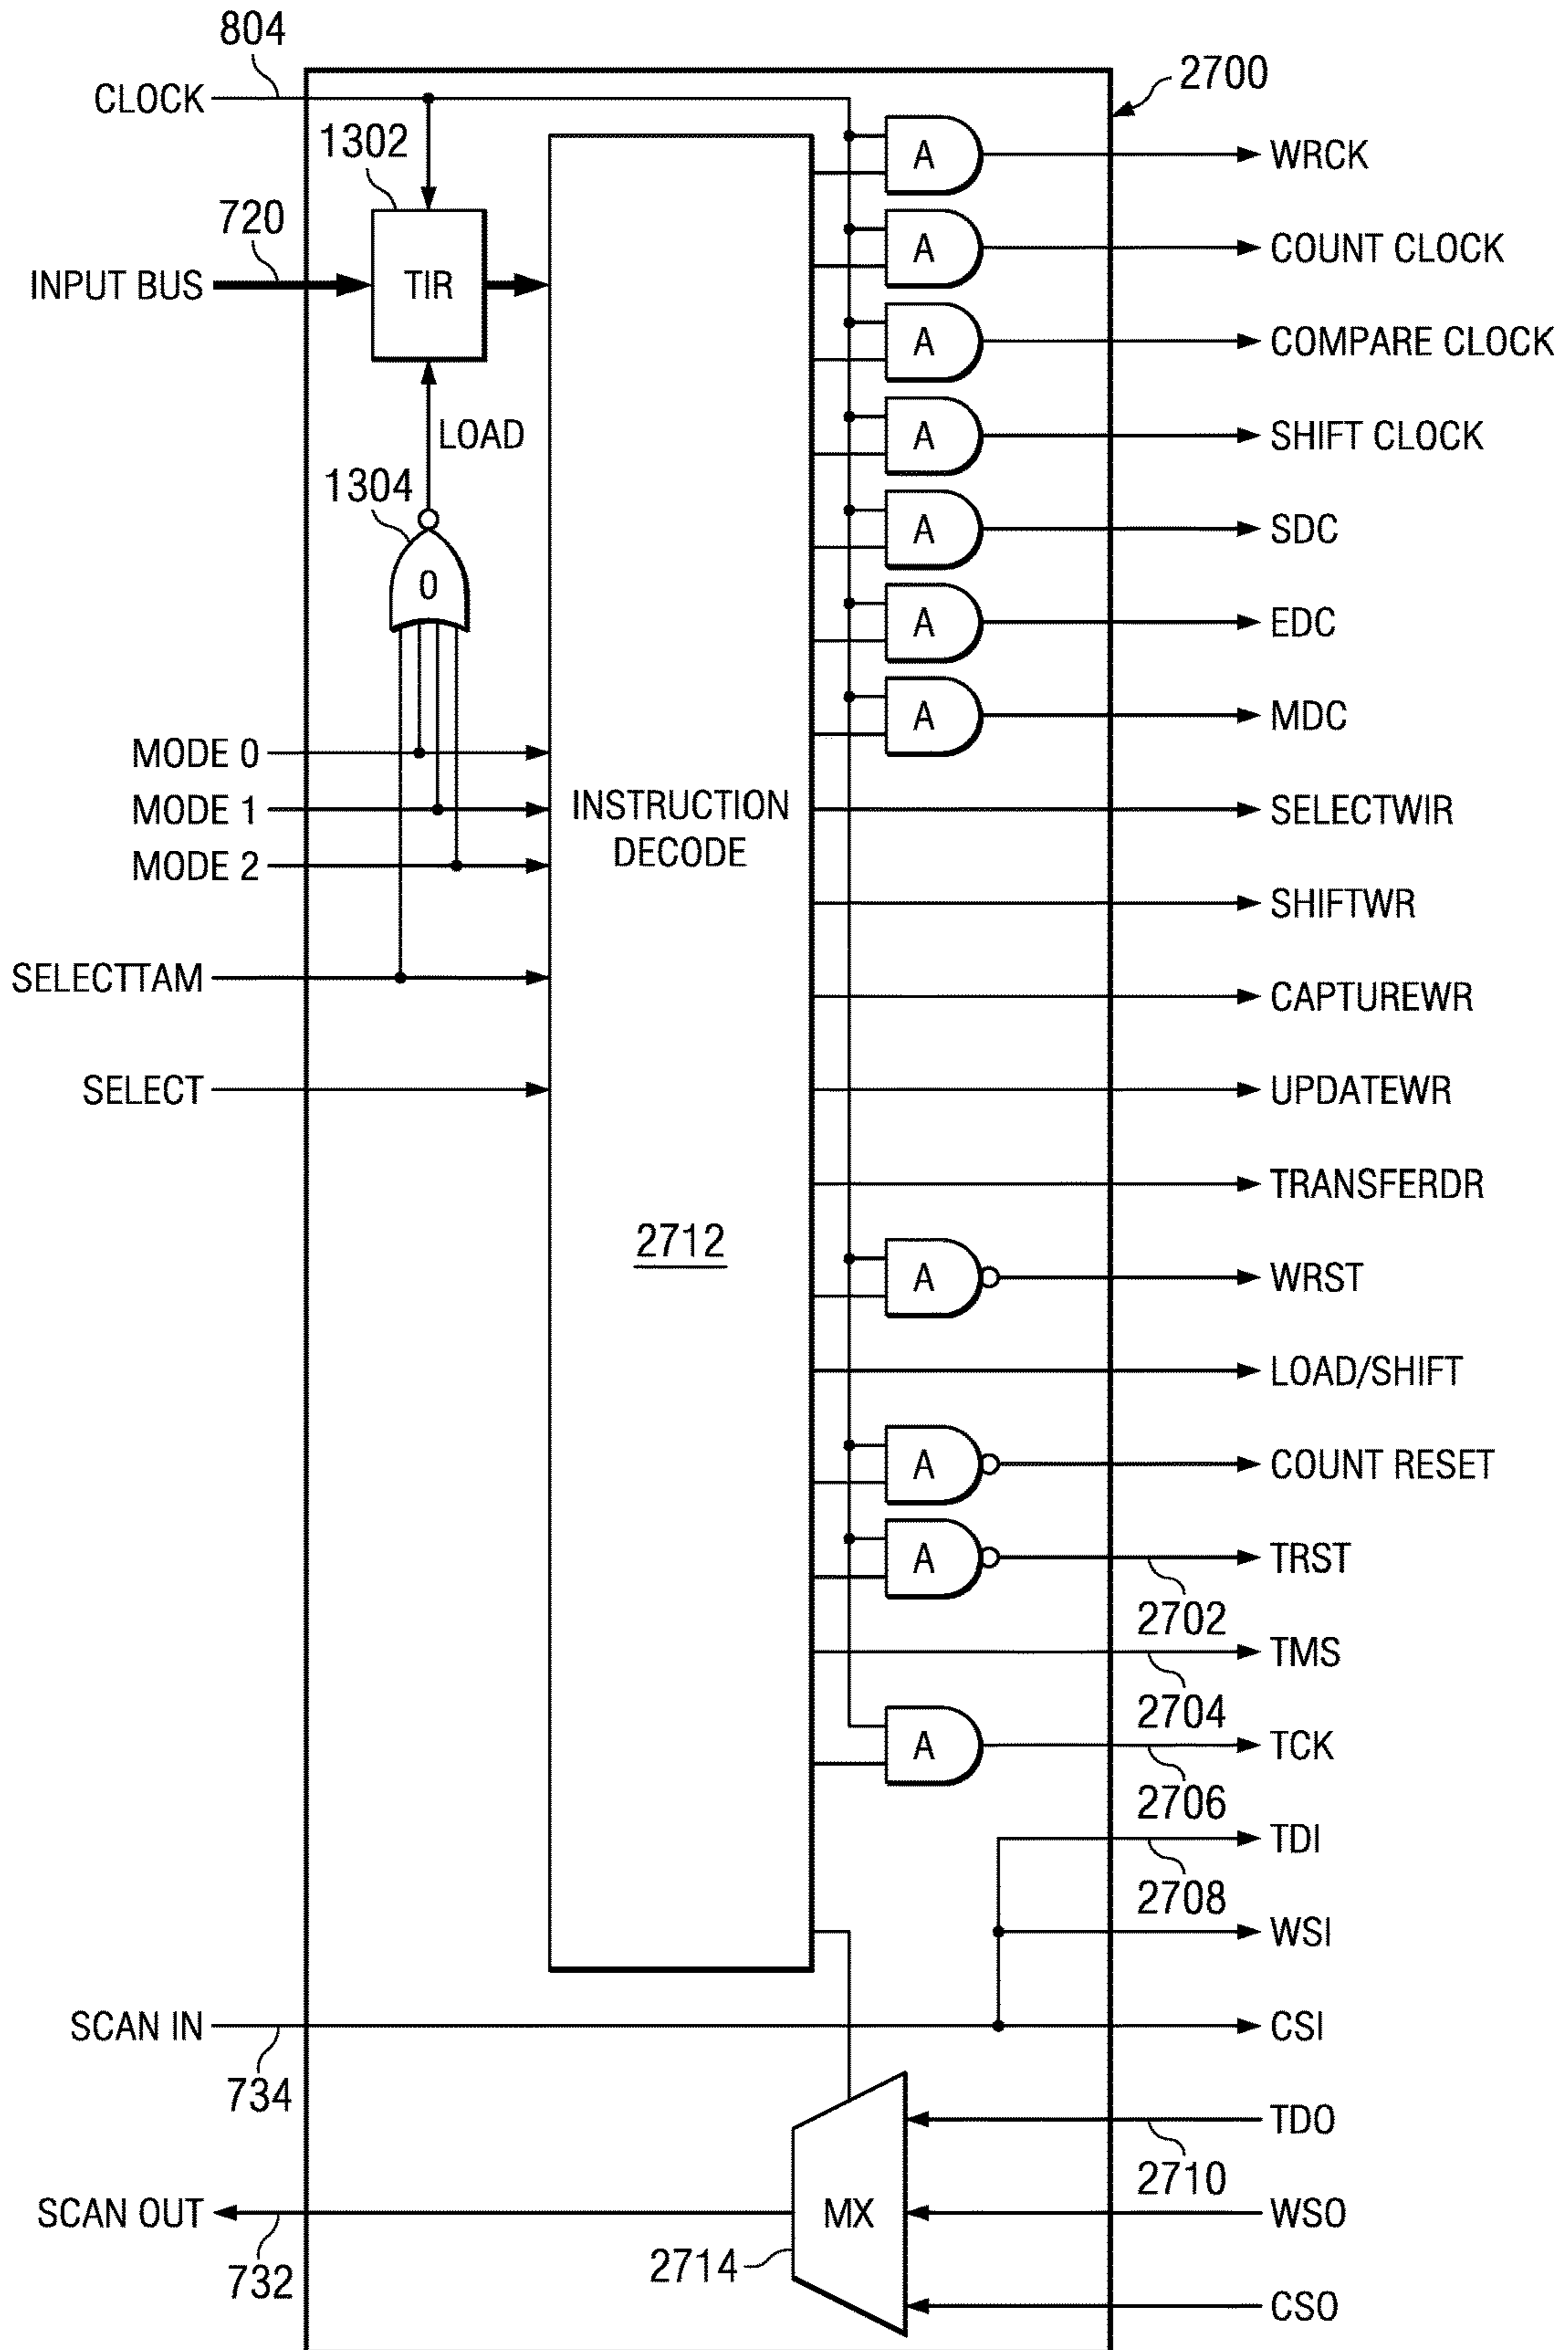 804
CLOCK
2700
1302
A
WRCK
720
INPUT BUS
TIR
A
COUNT CLOCK
A
COMPARE CLOCK
LOAD
A
SHIFT CLOCK
1304
A
SDC
0
A
EDC
A
MDC
MODE 0
MODE 1
MODE 2
INSTRUCTION
DECODE
SELECTWIR
SHIFTWR
SELECTTAM
CAPTUREWR
SELECT
UPDATEWR
TRANSFERDR
2712
A
WRST
LOAD/SHIFT
A
COUNT RESET
A
TRST
2702
TMS
2704
A
TCK
2706
TDI
2708
WSI
SCAN IN
CSI
734
TDO
2710
SCAN OUT
MX
WSO
732
2714
CSO